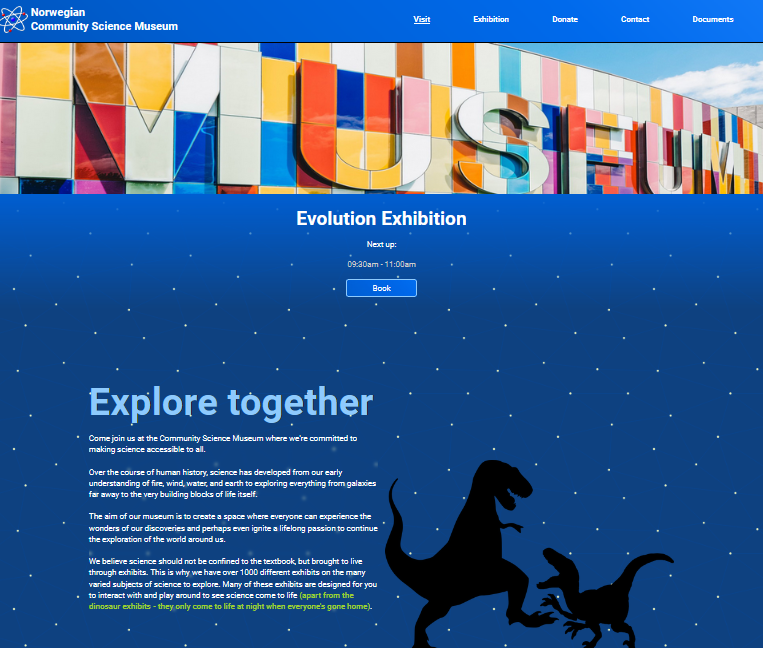 Norwegian
Community Science Museum
Visit
Exhibition
Donate
Contact
Documents
MUSEUM
Evolution Exhibition
Next up:
09:30am - 11:00am
Book
Explore together
Come join us at the Community Science Museum where we're committed to
making science accessible to all.
Over the course of human history, science has developed from our early
understanding of fire, wind, water, and earth to exploring everything from galaxies
far away to the very building blocks of life itself.
The aim of our museum is to create a space where everyone can experience the
wonders of our discoveries and perhaps even ignite a lifelong passion to continue
the exploration of the world around us.
We believe science should not be confined to the textbook, but brought to live
through exhibits. This is why we have over 1000 different exhibits on the many
varied subjects of science to explore. Many of these exhibits are designed for you
to interact with and play around to see science come to life (apart from the
dinosaur exhibits - they only come to life at night when everyone's gone home).